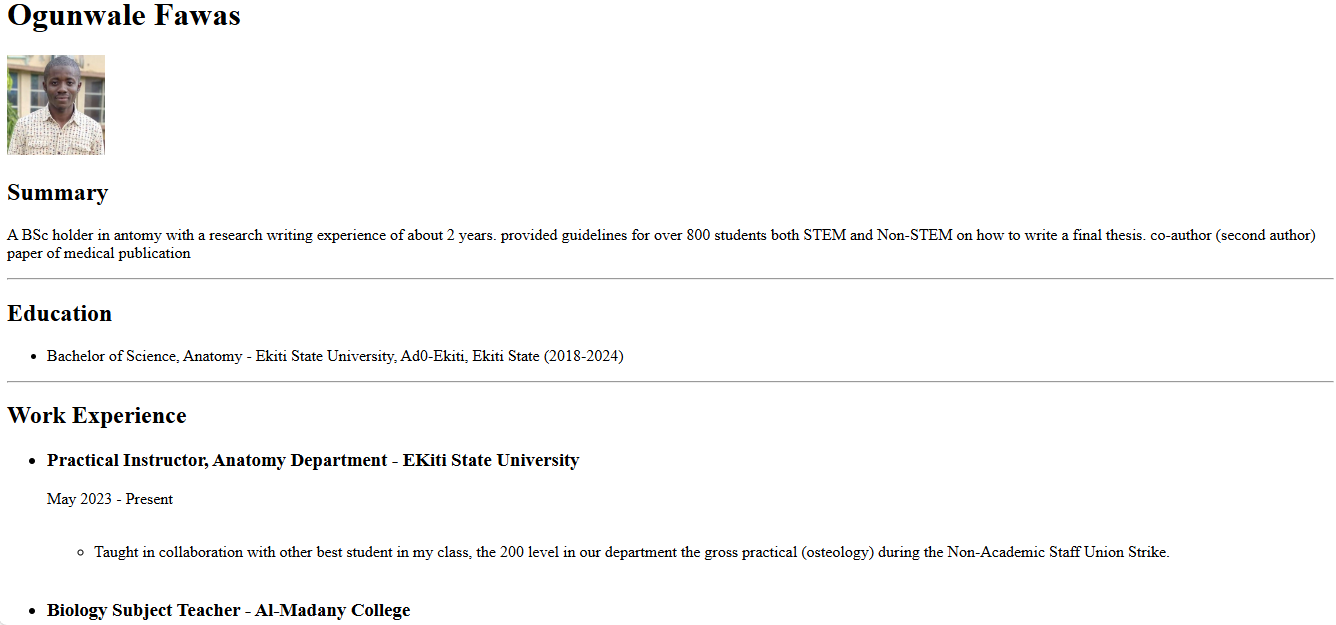 Ogunwale Fawas
Summary
A BSc holder in antomy with a research writing experience of about 2 years. provided guidelines for over 800 students both STEM and Non-STEM on how to write a final thesis. co-author (second author)
paper of medical publication
Education
• Bachelor of Science, Anatomy - Ekiti State University, Ad0-Ekiti, Ekiti State (2018-2024)
Work Experience
• Practical Instructor, Anatomy Department - EKiti State University
May 2023 - Present
◦ Taught in collaboration with other best student in my class, the 200 level in our department the gross practical (osteology) during the Non-Academic Staff Union Strike.
• Biology Subject Teacher - Al-Madany College